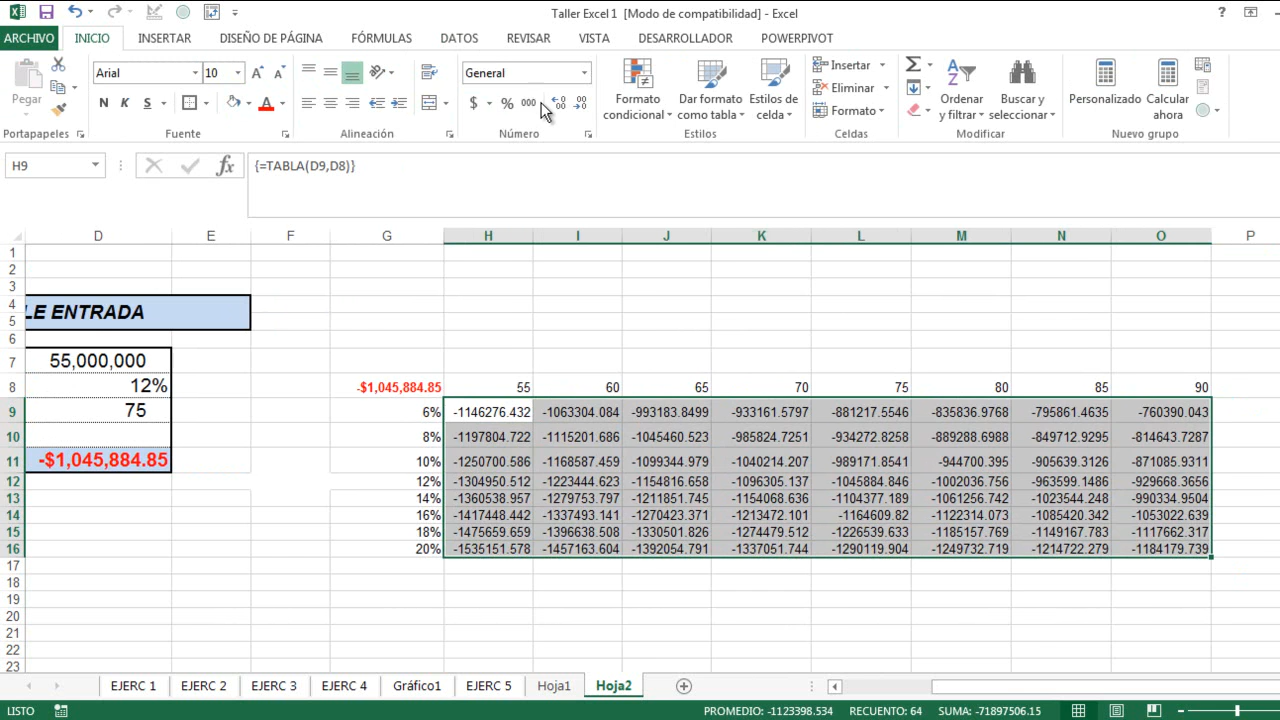 Taller Excel 1 [Modo de compatibilidad] - Excel
ARCHIVO INICIO INSERTAR DISEÑO DE PÁGINA FÓRMULAS DATOS REVISAR VISTA DESARROLLADOR POWERPIVOT
Pegar
Arial
N K S
General
$ % 000
Formato condicional
Dar formato como tabla
Estilos de celda
Insertar
Eliminar
Formato
Ordenar y filtrar
Buscar y seleccionar
Personalizado
Calcular ahora
Portapapeles Fuente Alineación Número Estilos Celdas Modificar Nuevo grupo
H9 fx {=TABLA(D9,D8)}
D E F G H I J K L M N O P
1
2
3
4
LE ENTRADA
5
6
7 55,000,000
8 12% -$1,045,884.85 55 60 65 70 75 80 85 90
9 75 6% -1146276.432 -1063304.084 -993183.8499 -933161.5797 -881217.5546 -835836.9768 -795861.4635 -760390.043
10 8% -1197804.722 -1115201.686 -1045460.523 -985824.7251 -934272.8258 -889288.6988 -849712.9295 -814643.7287
11 -$1,045,884.85 10% -1250700.586 -1168587.459 -1099344.979 -1040214.207 -989171.8541 -944700.395 -905639.3126 -871085.9311
12 12% -1304950.512 -1223444.623 -1154816.658 -1096305.137 -1045884.846 -1002036.756 -963599.1486 -929668.3656
13 14% -1360538.957 -1279753.797 -1211851.745 -1154068.636 -1104377.189 -1061256.742 -1023544.248 -990334.9504
14 16% -1417448.442 -1337493.141 -1270423.371 -1213472.101 -1164609.82 -1122314.073 -1085420.342 -1053022.639
15 18% -1475659.659 -1396638.508 -1330501.826 -1274479.512 -1226539.633 -1185157.769 -1149167.783 -1117662.317
16 20% -1535151.578 -1457163.604 -1392054.791 -1337051.744 -1290119.904 -1249732.719 -1214722.279 -1184179.739
17
18
19
20
21
22
23
EJERC 1 EJERC 2 EJERC 3 EJERC 4 Gráfico1 EJERC 5 Hoja1 Hoja2
LISTO PROMEDIO: -1123398.534 RECUENTO: 64 SUMA: -71897506.15